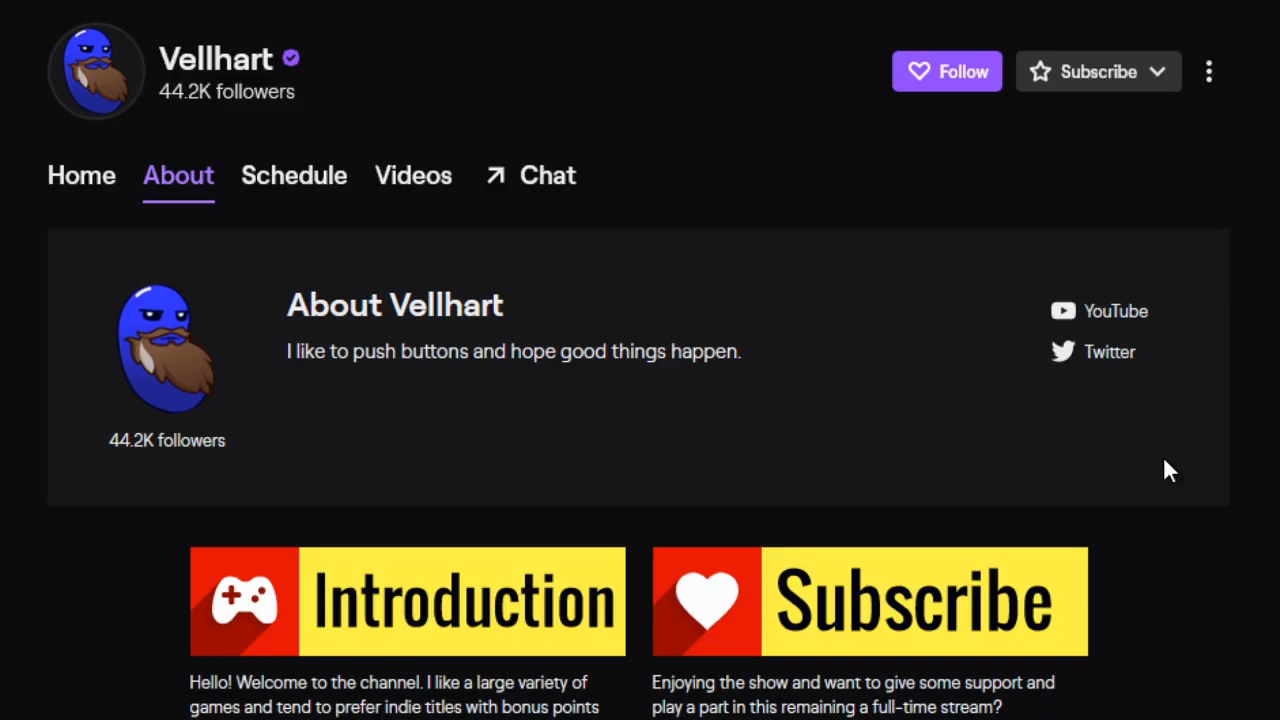 Vellhart
44.2K followers
Follow
Subscribe
Home About Schedule Videos Chat
About Vellhart
I like to push buttons and hope good things happen.
44.2K followers
YouTube
Twitter
Introduction
Hello! Welcome to the channel. I like a large variety of
games and tend to prefer indie titles with bonus points
Subscribe
Enjoying the show and want to give some support and
play a part in this remaining a full-time stream?